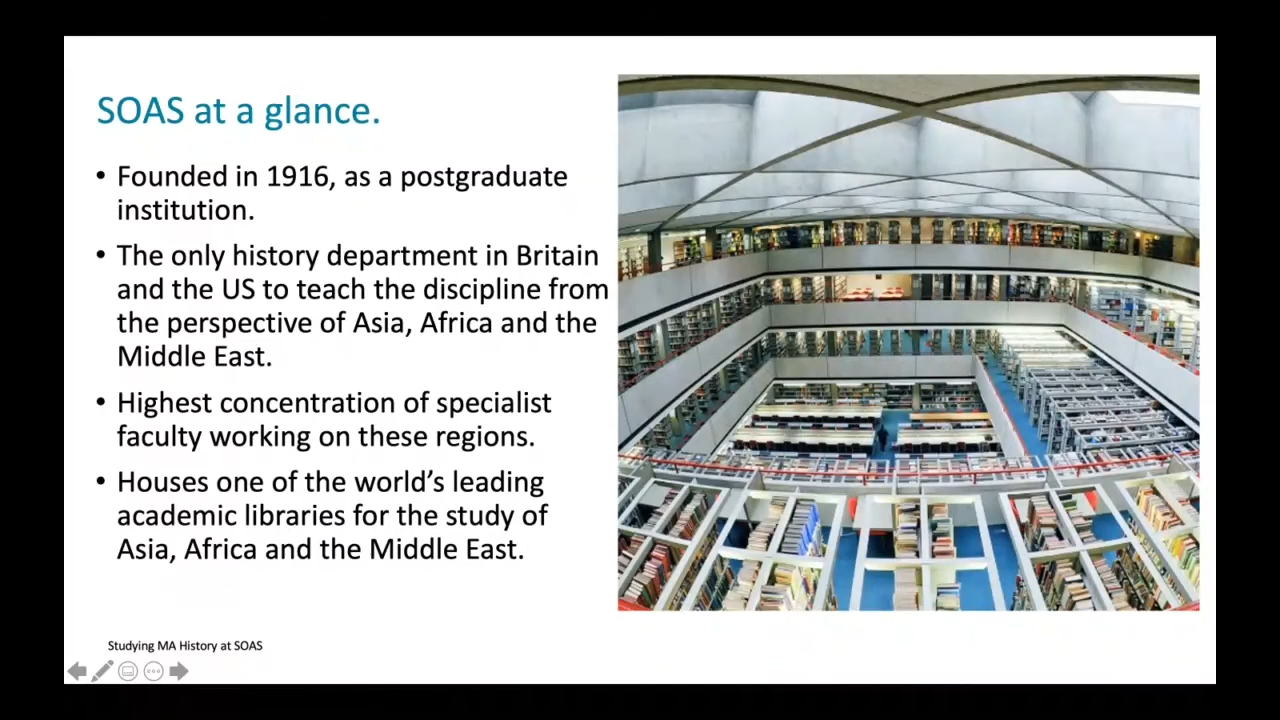 SOAS at a glance.
• Founded in 1916, as a postgraduate
institution.
• The only history department in Britain
and the US to teach the discipline from
the perspective of Asia, Africa and the
Middle East.
• Highest concentration of specialist
faculty working on these regions.
• Houses one of the world’s leading
academic libraries for the study of
Asia, Africa and the Middle East.
Studying MA History at SOAS